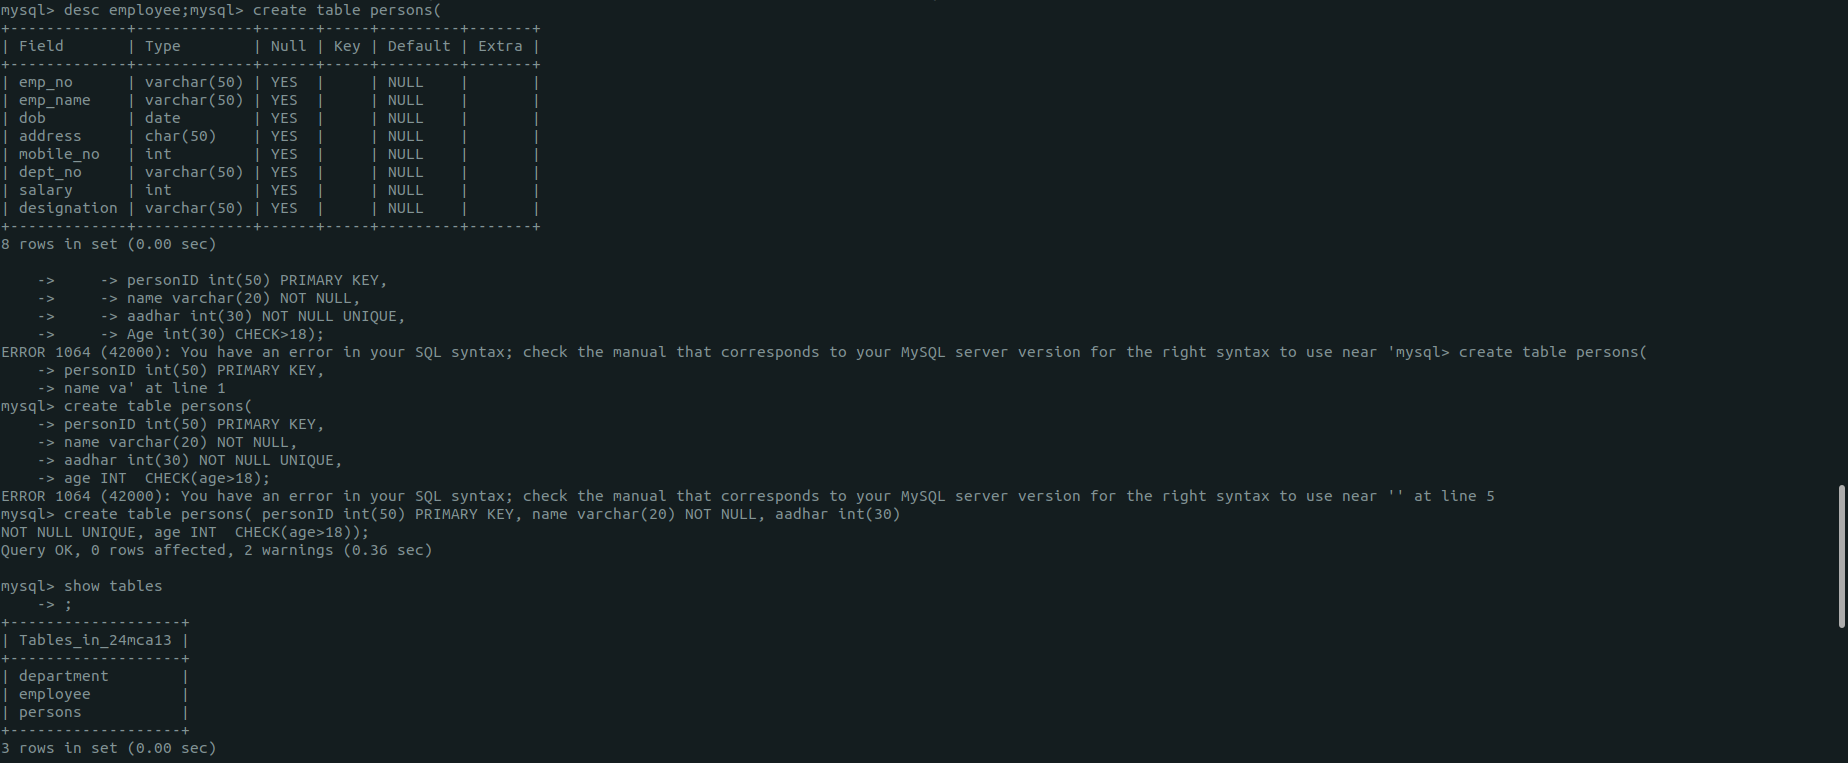 mysql> desc employee;mysql> create table persons(
+-------------+-------------+------+-----+---------+-------+
| Field       | Type        | Null | Key | Default | Extra |
+-------------+-------------+------+-----+---------+-------+
| emp_no      | varchar(50) | YES  |     | NULL    |       |
| emp_name    | varchar(50) | YES  |     | NULL    |       |
| dob         | date        | YES  |     | NULL    |       |
| address     | char(50)    | YES  |     | NULL    |       |
| mobile_no   | int         | YES  |     | NULL    |       |
| dept_no     | varchar(50) | YES  |     | NULL    |       |
| salary      | int         | YES  |     | NULL    |       |
| designation | varchar(50) | YES  |     | NULL    |       |
+-------------+-------------+------+-----+---------+-------+
8 rows in set (0.00 sec)

    ->     -> personID int(50) PRIMARY KEY,
    ->     -> name varchar(20) NOT NULL,
    ->     -> aadhar int(30) NOT NULL UNIQUE,
    ->     -> Age int(30) CHECK>18);
ERROR 1064 (42000): You have an error in your SQL syntax; check the manual that corresponds to your MySQL server version for the right syntax to use near 'mysql> create table persons(
    -> personID int(50) PRIMARY KEY,
    -> name va' at line 1
mysql> create table persons(
    -> personID int(50) PRIMARY KEY,
    -> name varchar(20) NOT NULL,
    -> aadhar int(30) NOT NULL UNIQUE,
    -> age INT  CHECK(age>18);
ERROR 1064 (42000): You have an error in your SQL syntax; check the manual that corresponds to your MySQL server version for the right syntax to use near '' at line 5
mysql> create table persons( personID int(50) PRIMARY KEY, name varchar(20) NOT NULL, aadhar int(30)
NOT NULL UNIQUE, age INT  CHECK(age>18));
Query OK, 0 rows affected, 2 warnings (0.36 sec)

mysql> show tables
    -> ;
+-------------------+
| Tables_in_24mca13 |
+-------------------+
| department        |
| employee          |
| persons           |
+-------------------+
3 rows in set (0.00 sec)